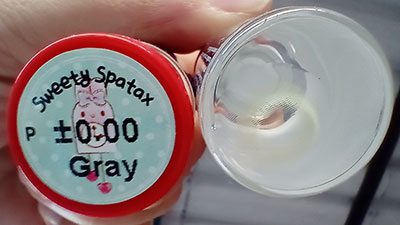 Sweety Spatax
P ±0.00
Gray